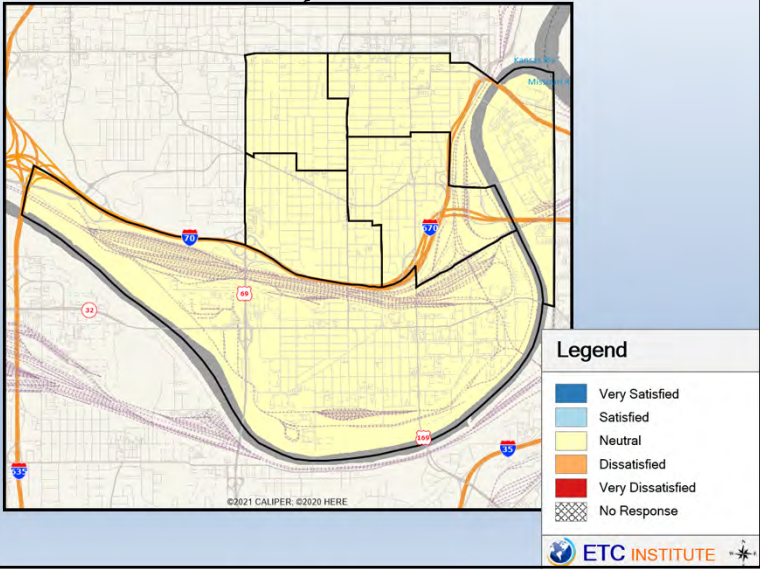 Kansas Riv
Missouri R
670
70
69
32
169
635
35
©2021 CALIPER; ©2020 HERE
Legend
Very Satisfied
Satisfied
Neutral
Dissatisfied
Very Dissatisfied
No Response
ETC INSTITUTE